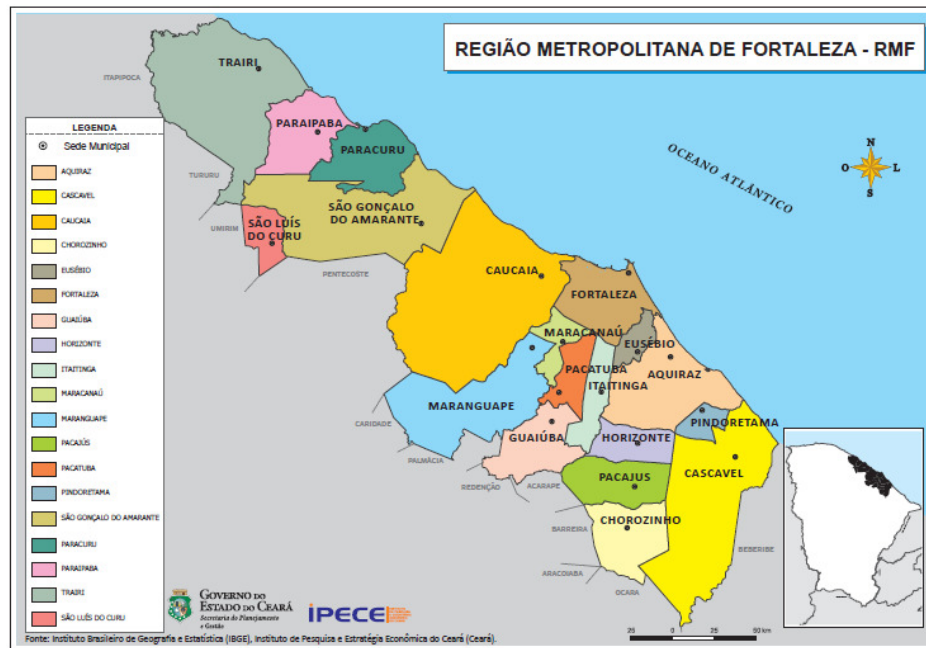 REGIÃO METROPOLITANA DE FORTALEZA - RMF
TRAIRI
ITAPIPOCA
PARAIPABA
PARACURU
OCEANO ATLÂNTICO
N
O
L
S
TURURU
SÃO GONÇALO
DO AMARANTE
SÃO LUÍS
DO CURU
UMIRIM
PENTECOSTE
CAUCAIA
FORTALEZA
MARACANAÚ
EUSÉBIO
PACATUBA
AQUIRAZ
ITAITINGA
MARANGUAPE
CARIDADE
PINDORETAMA
GUAIÚBA
HORIZONTE
PALMÁCIA
CASCAVEL
REDENÇÃO
ACARAPE
PACAJUS
CHOROZINHO
BARREIRA
BEBERIBE
ARACOIABA
OCARA
LEGENDA
Sede Municipal
AQUIRAZ
CASCAVEL
CAUCAIA
CHOROZINHO
EUSÉBIO
FORTALEZA
GUAIÚBA
HORIZONTE
ITAITINGA
MARACANAÚ
MARANGUAPE
PACAJÚS
PACATUBA
PINDORETAMA
SÃO GONÇALO DO AMARANTE
PARACURU
PARAIPABA
TRAIRI
SÃO LUÍS DO CURU
GOVERNO DO
ESTADO DO CEARÁ
Secretaria do Planejamento
e Gestão
IPECE
25 0 25 50 km
Fonte: Instituto Brasileiro de Geografia e Estatística (IBGE), Instituto de Pesquisa e Estratégia Econômica do Ceará (Ceará).